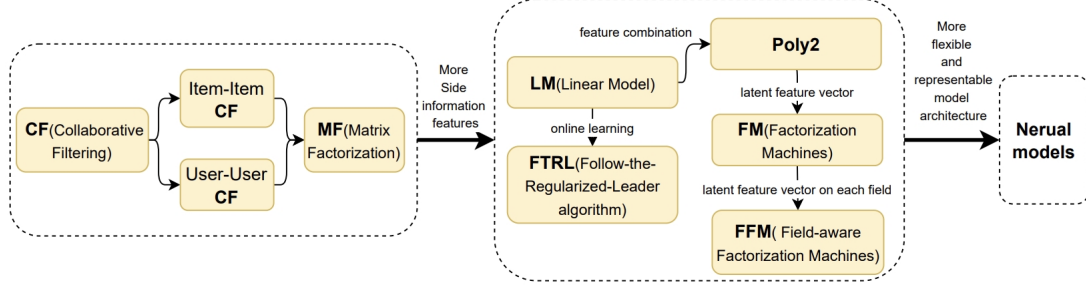 CF(Collaborative
Filtering)
Item-Item
CF
User-User
CF
MF(Matrix
Factorization)
More
Side
information
features
LM(Linear Model)
online learning
FTRL(Follow-the-
Regularized-Leader
algorithm)
feature combination
Poly2
latent feature vector
FM(Factorization
Machines)
latent feature vector on each field
FFM( Field-aware
Factorization Machines)
More
flexible
and
representable
model
architecture
Nerual
models